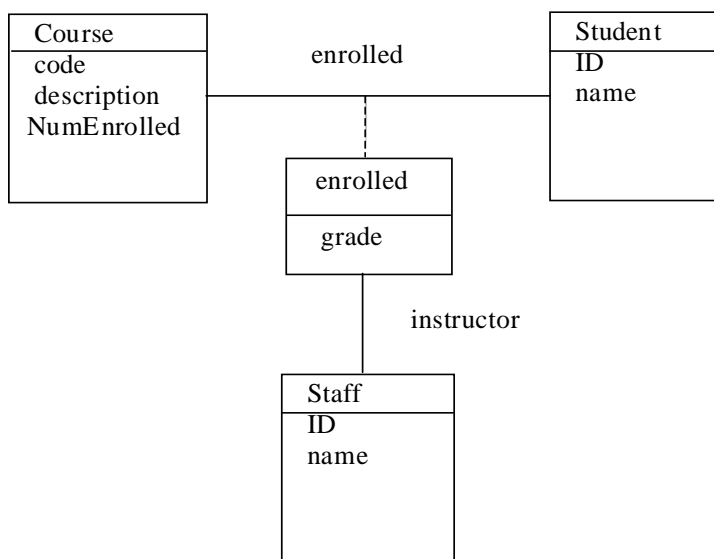 Course
code
description
NumEnrolled
enrolled
Student
ID
name
enrolled
grade
instructor
Staff
ID
name